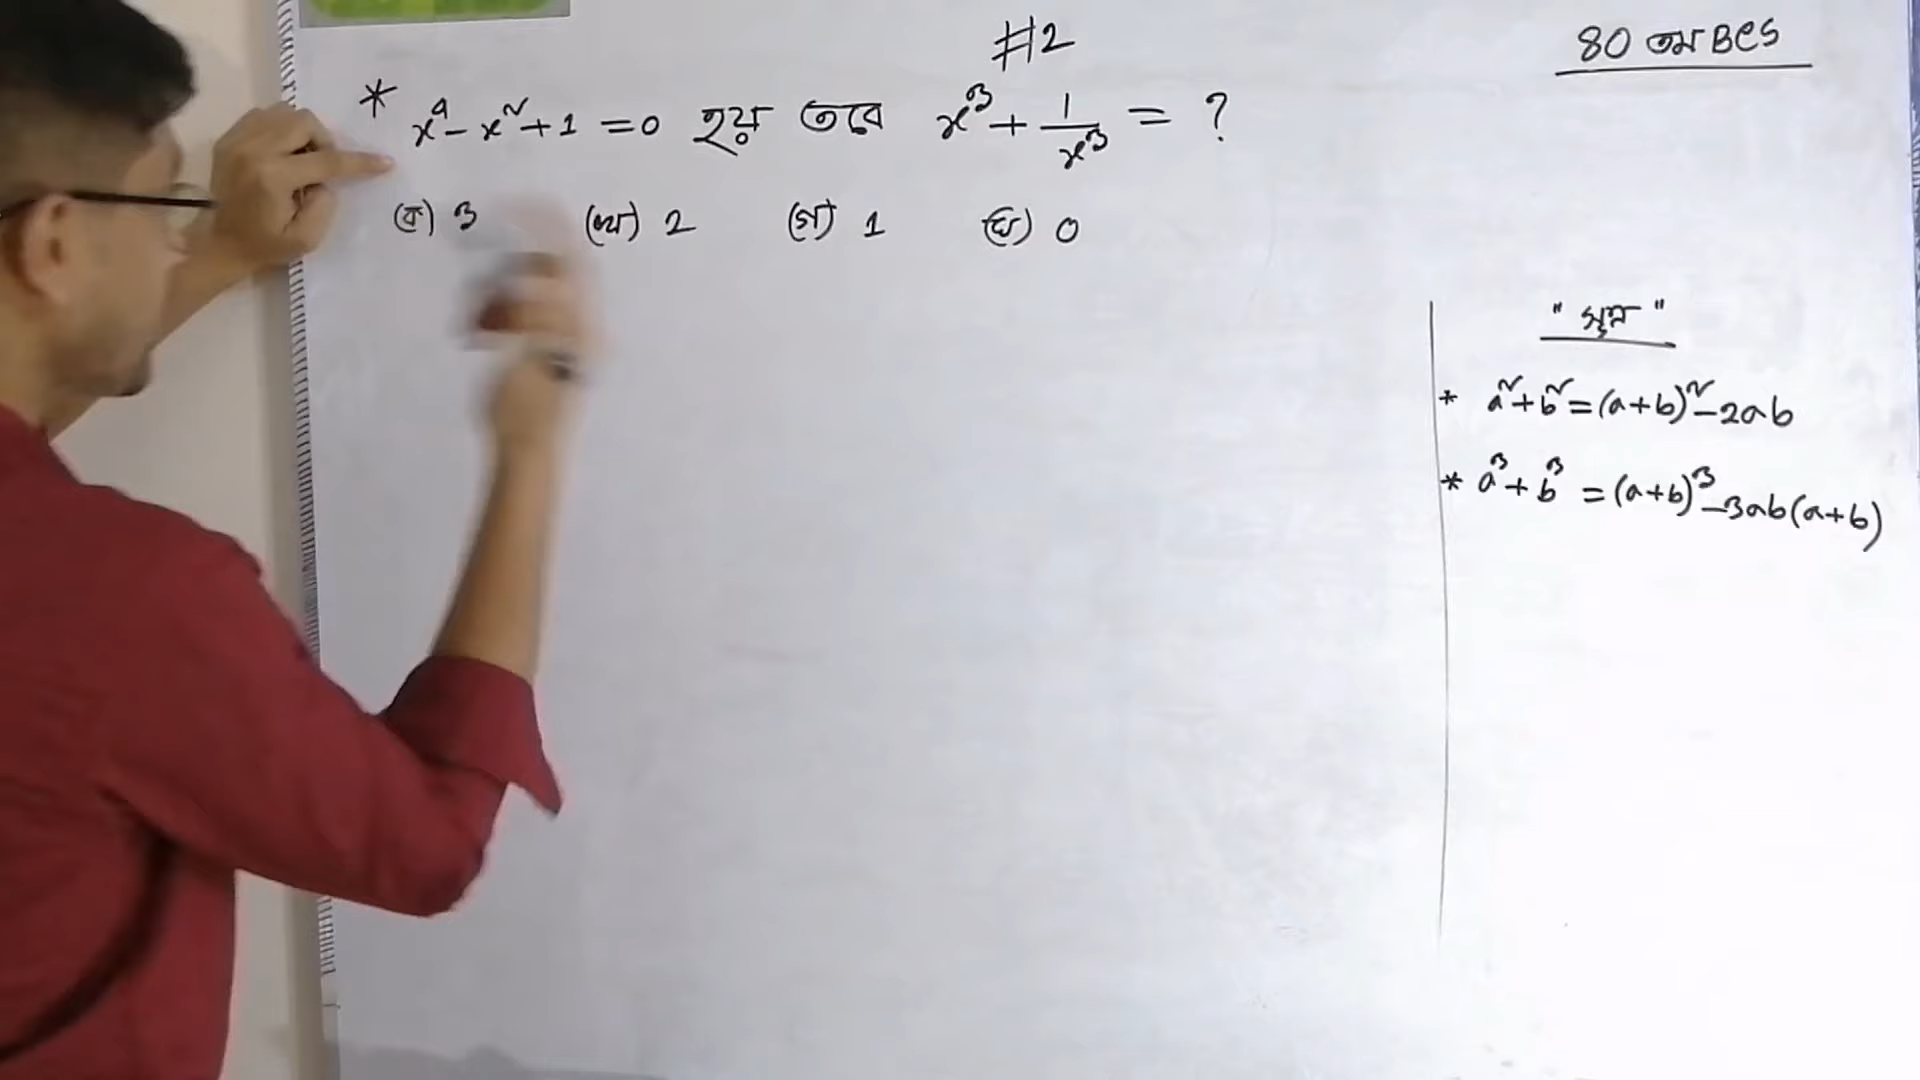 #2
80 তম BCS
* x⁴ - x² + 1 = 0 হয় তবে x³ + 1/x³ = ?
(ক) 3 (খ) 2 (গ) 1 (ঘ) 0
" সূত্র "
* a² + b² = (a+b)² - 2ab
* a³ + b³ = (a+b)³ - 3ab(a+b)